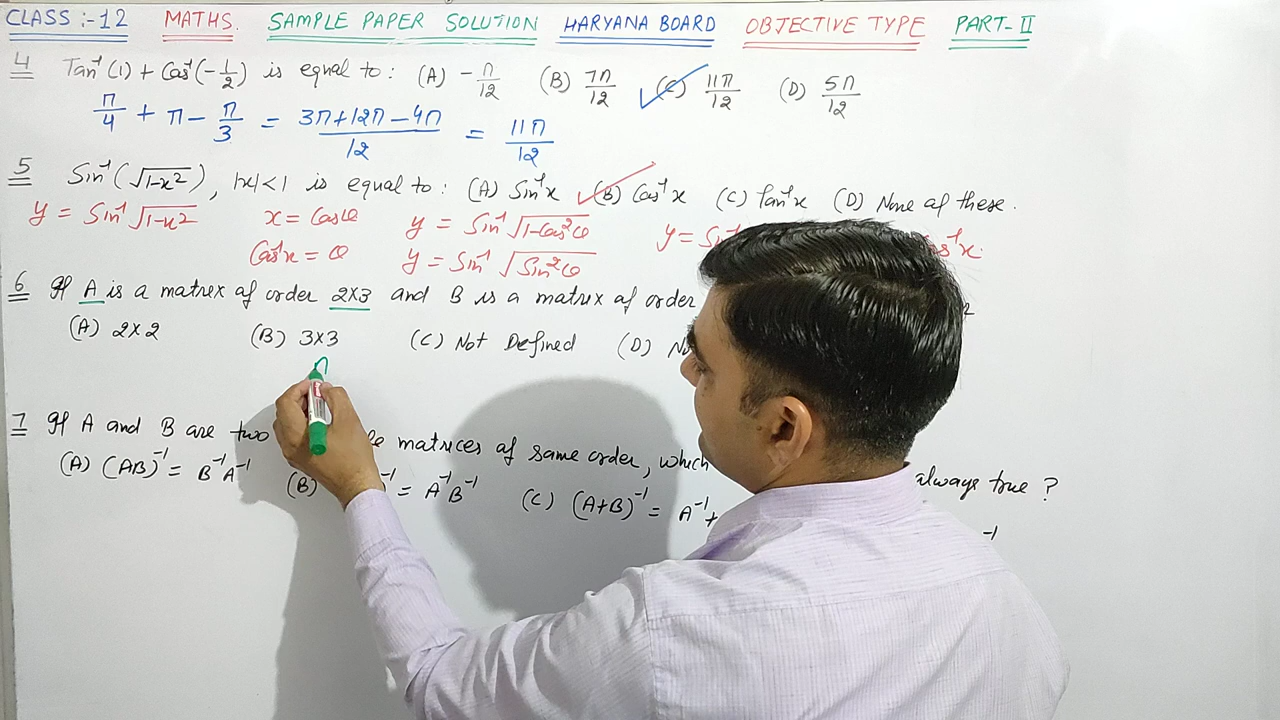 CLASS :- 12 MATHS. SAMPLE PAPER SOLUTION HARYANA BOARD OBJECTIVE TYPE PART- II
4 Tan⁻¹(1) + Cos⁻¹(-1/2) is equal to : (A) -π/12 (B) 7π/12 (C) 11π/12 (D) 5π/12
π/4 + π - π/3 = 3π+12π-4π/12 = 11π/12
5 Sin⁻¹(√1-x²), |x|<1 is equal to : (A) Sin⁻¹x (B) Cos⁻¹x (C) Tan⁻¹x (D) None of these.
y = Sin⁻¹√1-x² x = Cosθ y = Sin⁻¹√1-Cos²θ y = Sin⁻¹
Cos⁻¹x = θ y = Sin⁻¹√Sin²θ
6 If A is a matrex of order 2x3 and B is a matrex of order
(A) 2x2 (B) 3x3 (C) Not Defined (D)
7 If A and B are two matrices of same order, which always true ?
(A) (AB)⁻¹ = B⁻¹A⁻¹ (B) ⁻¹ = A⁻¹B⁻¹ (C) (A+B)⁻¹ = A⁻¹+